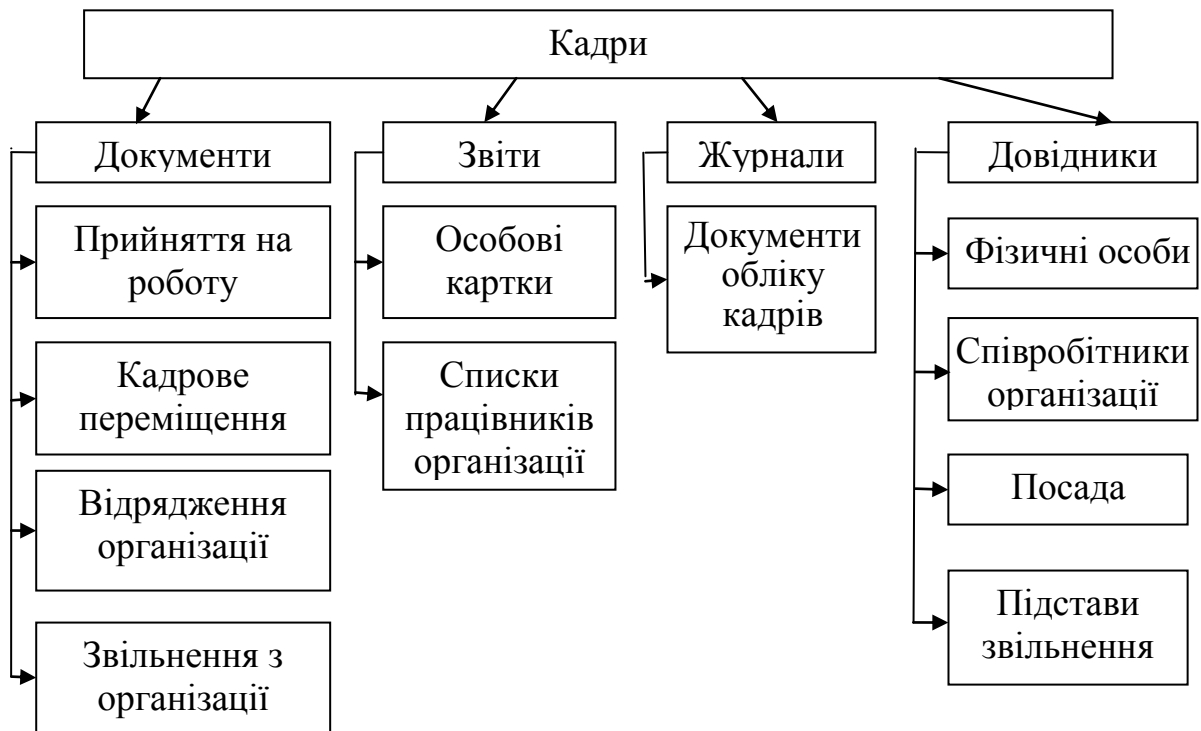 Кадри
Документи
Прийняття на
роботу
Кадрове
переміщення
Відрядження
організації
Звільнення з
організації
Звіти
Особові
картки
Списки
працівників
організації
Журнали
Документи
обліку
кадрів
Довідники
Фізичні особи
Співробітники
організації
Посада
Підстави
звільнення